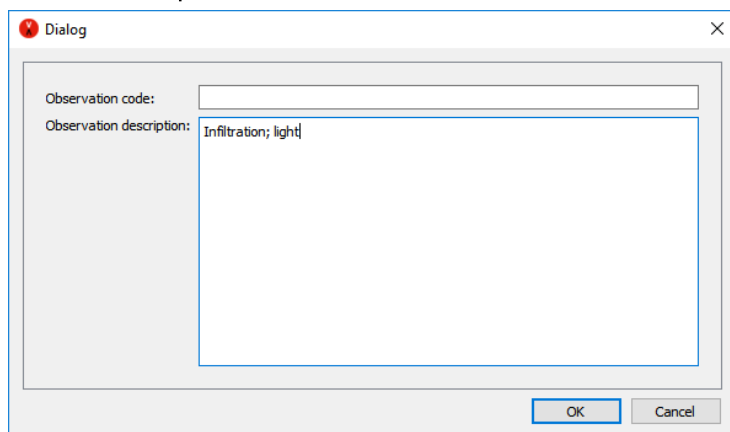 Dialog
Observation code:
Observation description:
Infiltration; light
OK
Cancel